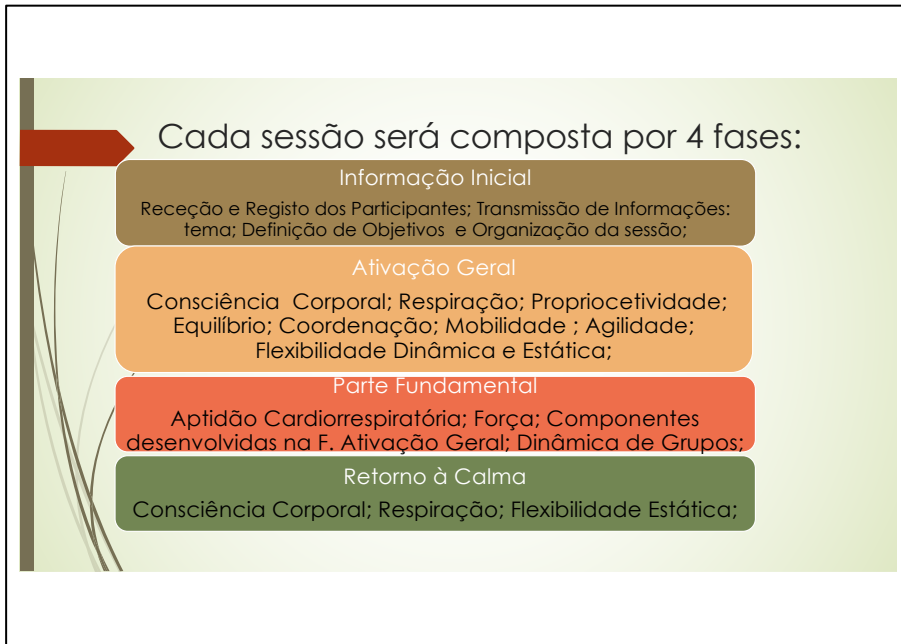 Cada sessão será composta por 4 fases:
Informação Inicial
Receção e Registo dos Participantes; Transmissão de Informações:
tema; Definição de Objetivos e Organização da sessão;
Ativação Geral
Consciência Corporal; Respiração; Propriocetividade;
Equilíbrio; Coordenação; Mobilidade ; Agilidade;
Flexibilidade Dinâmica e Estática;
Parte Fundamental
Aptidão Cardiorrespiratória; Força; Componentes
desenvolvidas na F. Ativação Geral; Dinâmica de Grupos;
Retorno à Calma
Consciência Corporal; Respiração; Flexibilidade Estática;